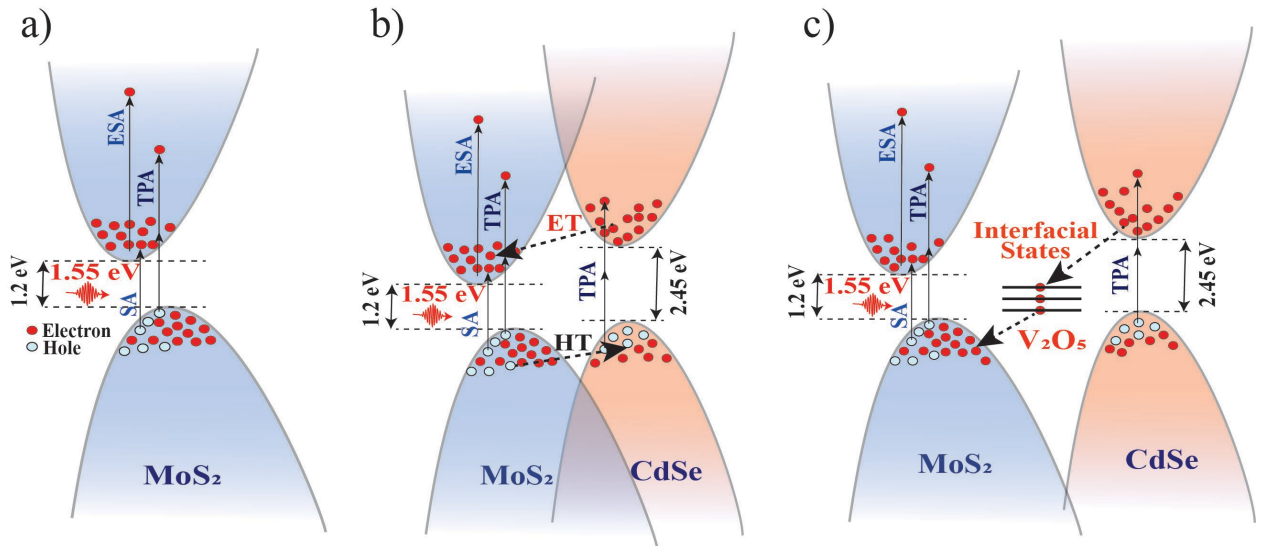 a)
ESA
TPA
1.2 eV
1.55 eV
SA
Electron
Hole
MoS₂
b)
ESA
TPA
ET
1.2 eV
1.55 eV
SA
TPA
2.45 eV
HT
MoS₂
CdSe
c)
ESA
TPA
Interfacial
States
1.2 eV
1.55 eV
SA
TPA
2.45 eV
V₂O₅
MoS₂
CdSe